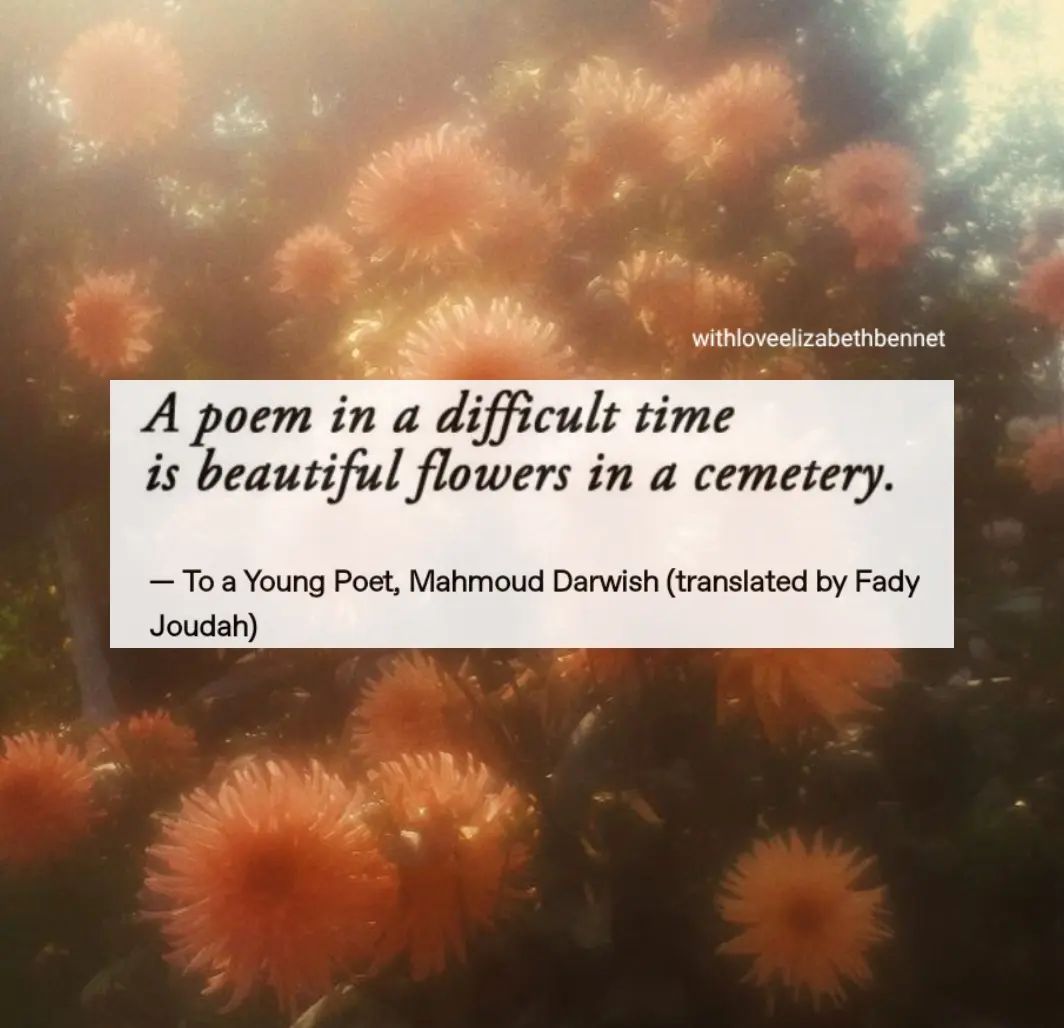 withloveelizabethbennet
A poem in a difficult time
is beautiful flowers in a cemetery.
— To a Young Poet, Mahmoud Darwish (translated by Fady
Joudah)